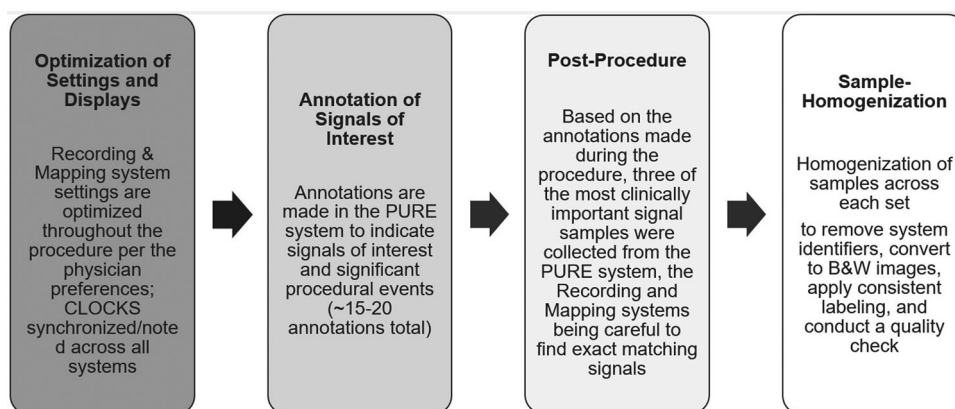 Optimization of
Settings and
Displays
Recording &
Mapping system
settings are
optimized
throughout the
procedure per the
physician
preferences;
CLOCKS
synchronized/note
d across all
systems
Annotation of
Signals of
Interest
Annotations are
made in the PURE
system to indicate
signals of interest
and significant
procedural events
(~15-20
annotations total)
Post-Procedure
Based on the
annotations made
during the
procedure, three of
the most clinically
important signal
samples were
collected from the
PURE system, the
Recording and
Mapping systems
being careful to
find exact matching
signals
Sample-
Homogenization
Homogenization of
samples across
each set
to remove system
identifiers, convert
to B&W images,
apply consistent
labeling, and
conduct a quality
check